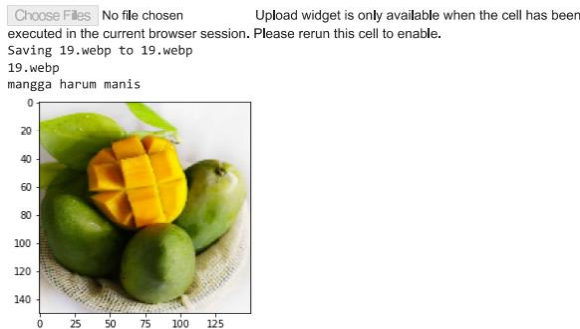 Choose Files No file chosen Upload widget is only available when the cell has been
executed in the current browser session. Please rerun this cell to enable.
Saving 19.webp to 19.webp
19.webp
mangga harum manis
0
20
40
60
80
100
120
140
0 25 50 75 100 125